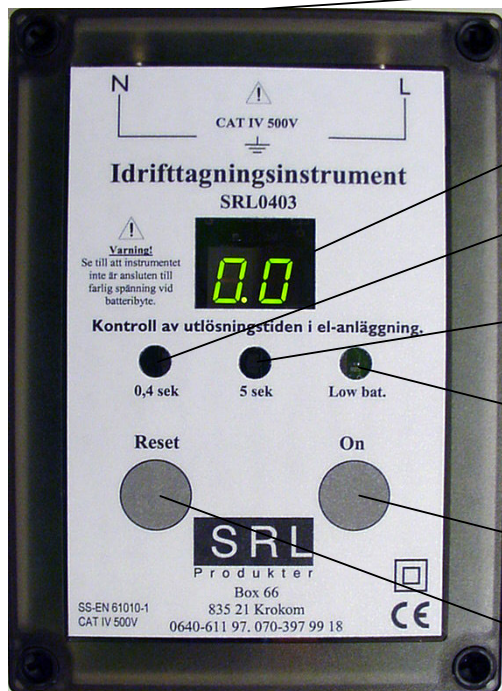 N L
CAT IV 500V
Idrifttagningsinstrument
SRL0403
Varning!
Se till att instrumentet
inte är ansluten till
farlig spänning vid
batteribyte.
0.0
Kontroll av utlösningstiden i el-anläggning.
0,4 sek 5 sek Low bat.
Reset On
SRL
Produkter
Box 66
835 21 Krokom
0640-611 97. 070-397 99 18
SS-EN 61010-1
CAT IV 500V
CE